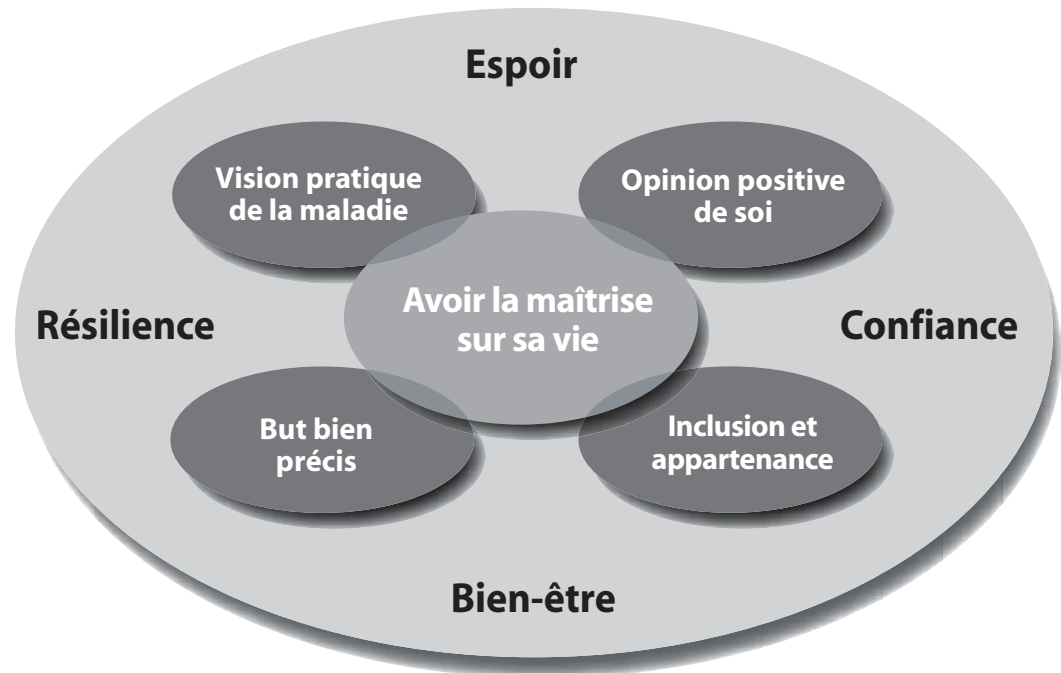 Espoir
Vision pratique
de la maladie
Opinion positive
de soi
Avoir la maîtrise
sur sa vie
Résilience
Confiance
But bien
précis
Inclusion et
appartenance
Bien-être